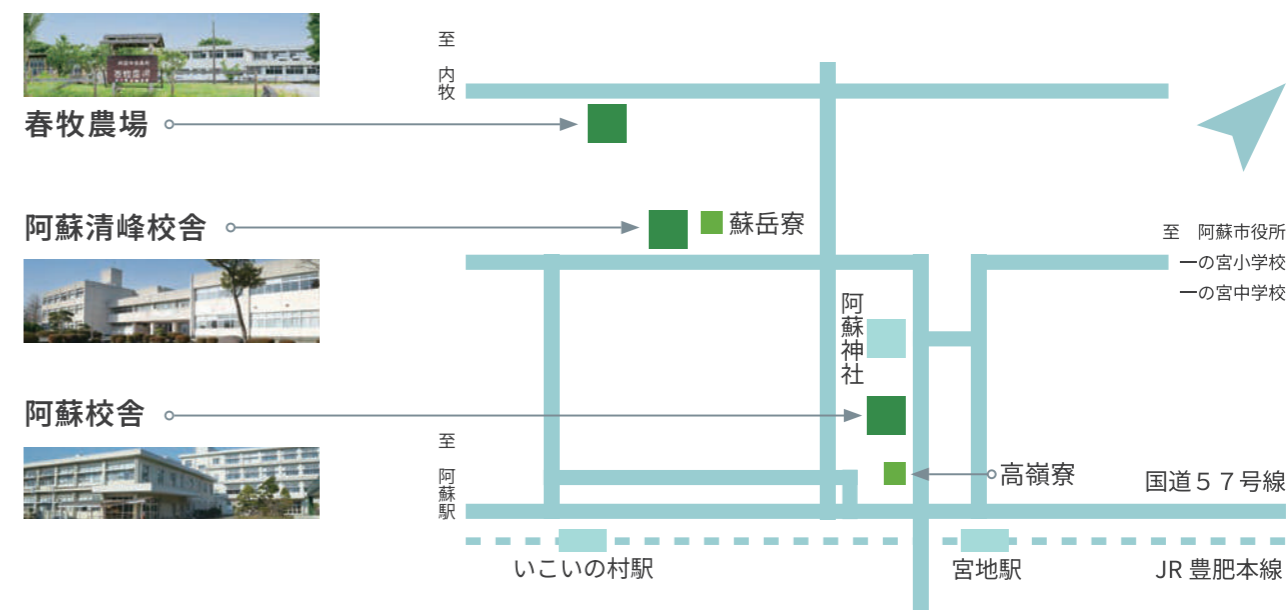 至 内牧
春牧農場
阿蘇清峰校舎
蘇岳寮
至 阿蘇市役所
一の宮小学校
一の宮中学校
阿蘇神社
阿蘇校舎
至 阿蘇駅
高嶺寮
国道５７号線
いこいの村駅
宮地駅
JR 豊肥本線